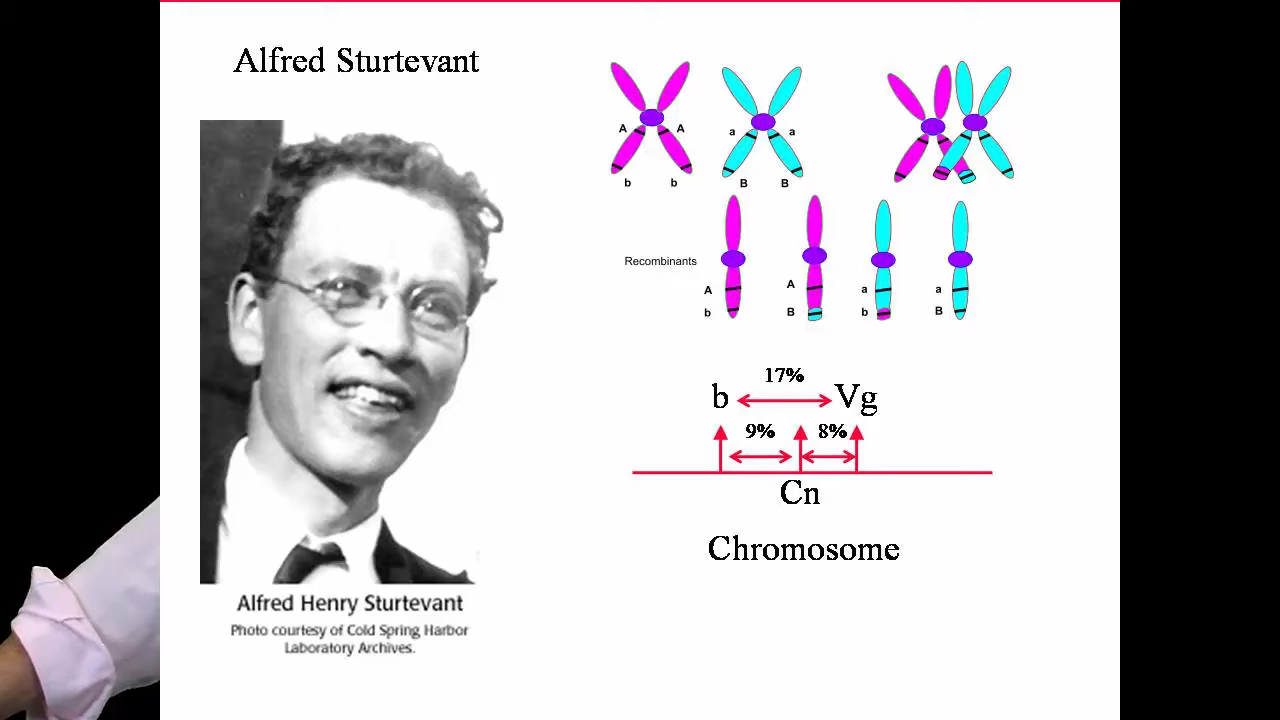 Alfred Sturtevant
Alfred Henry Sturtevant
Photo courtesy of Cold Spring Harbor
Laboratory Archives.
A A a a
b b B B
Recombinants
A A a a
b B b B
17%
b Vg
9% 8%
Cn
Chromosome